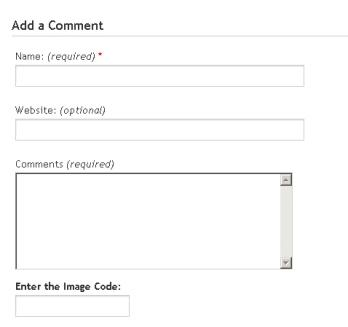 Add a Comment
Name: (required) *
Website: (optional)
Comments (required)
Enter the Image Code: